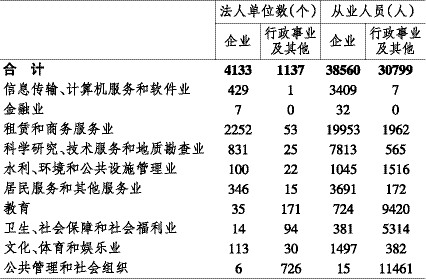 法人单位数(个) 从业人员(人)
企业 行政事业及其他 企业 行政事业及其他
合 计 4133 1137 38560 30799
信息传输、计算机服务和软件业 429 1 3409 7
金融业 7 0 32 0
租赁和商务服务业 2252 53 19953 1962
科学研究、技术服务和地质勘查业 831 25 7813 565
水利、环境和公共设施管理业 100 22 1045 1516
居民服务和其他服务业 346 15 3691 172
教育 35 171 724 9420
卫生、社会保障和社会福利业 14 94 381 5314
文化、体育和娱乐业 113 30 1497 382
公共管理和社会组织 6 726 15 11461